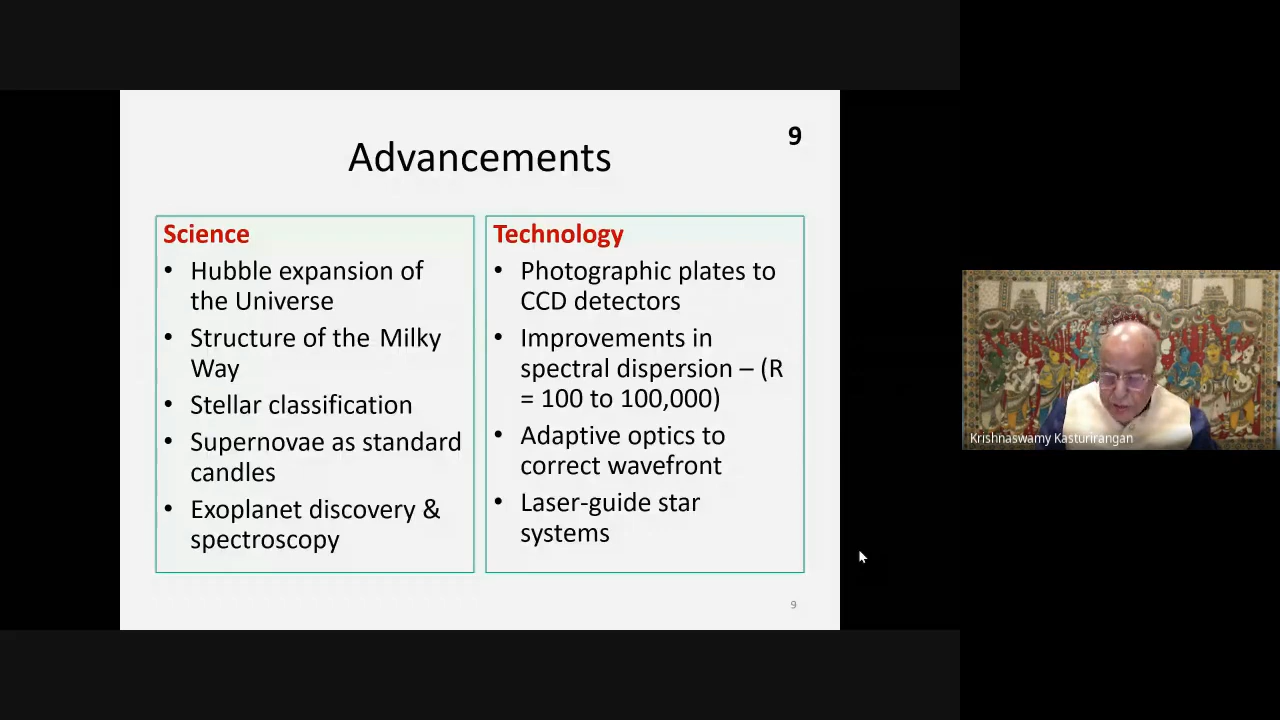 9
Advancements
Science
• Hubble expansion of
the Universe
• Structure of the Milky
Way
• Stellar classification
• Supernovae as standard
candles
• Exoplanet discovery &
spectroscopy
Technology
• Photographic plates to
CCD detectors
• Improvements in
spectral dispersion – (R
= 100 to 100,000)
• Adaptive optics to
correct wavefront
• Laser-guide star
systems
9
Krishnaswamy Kasturirangan